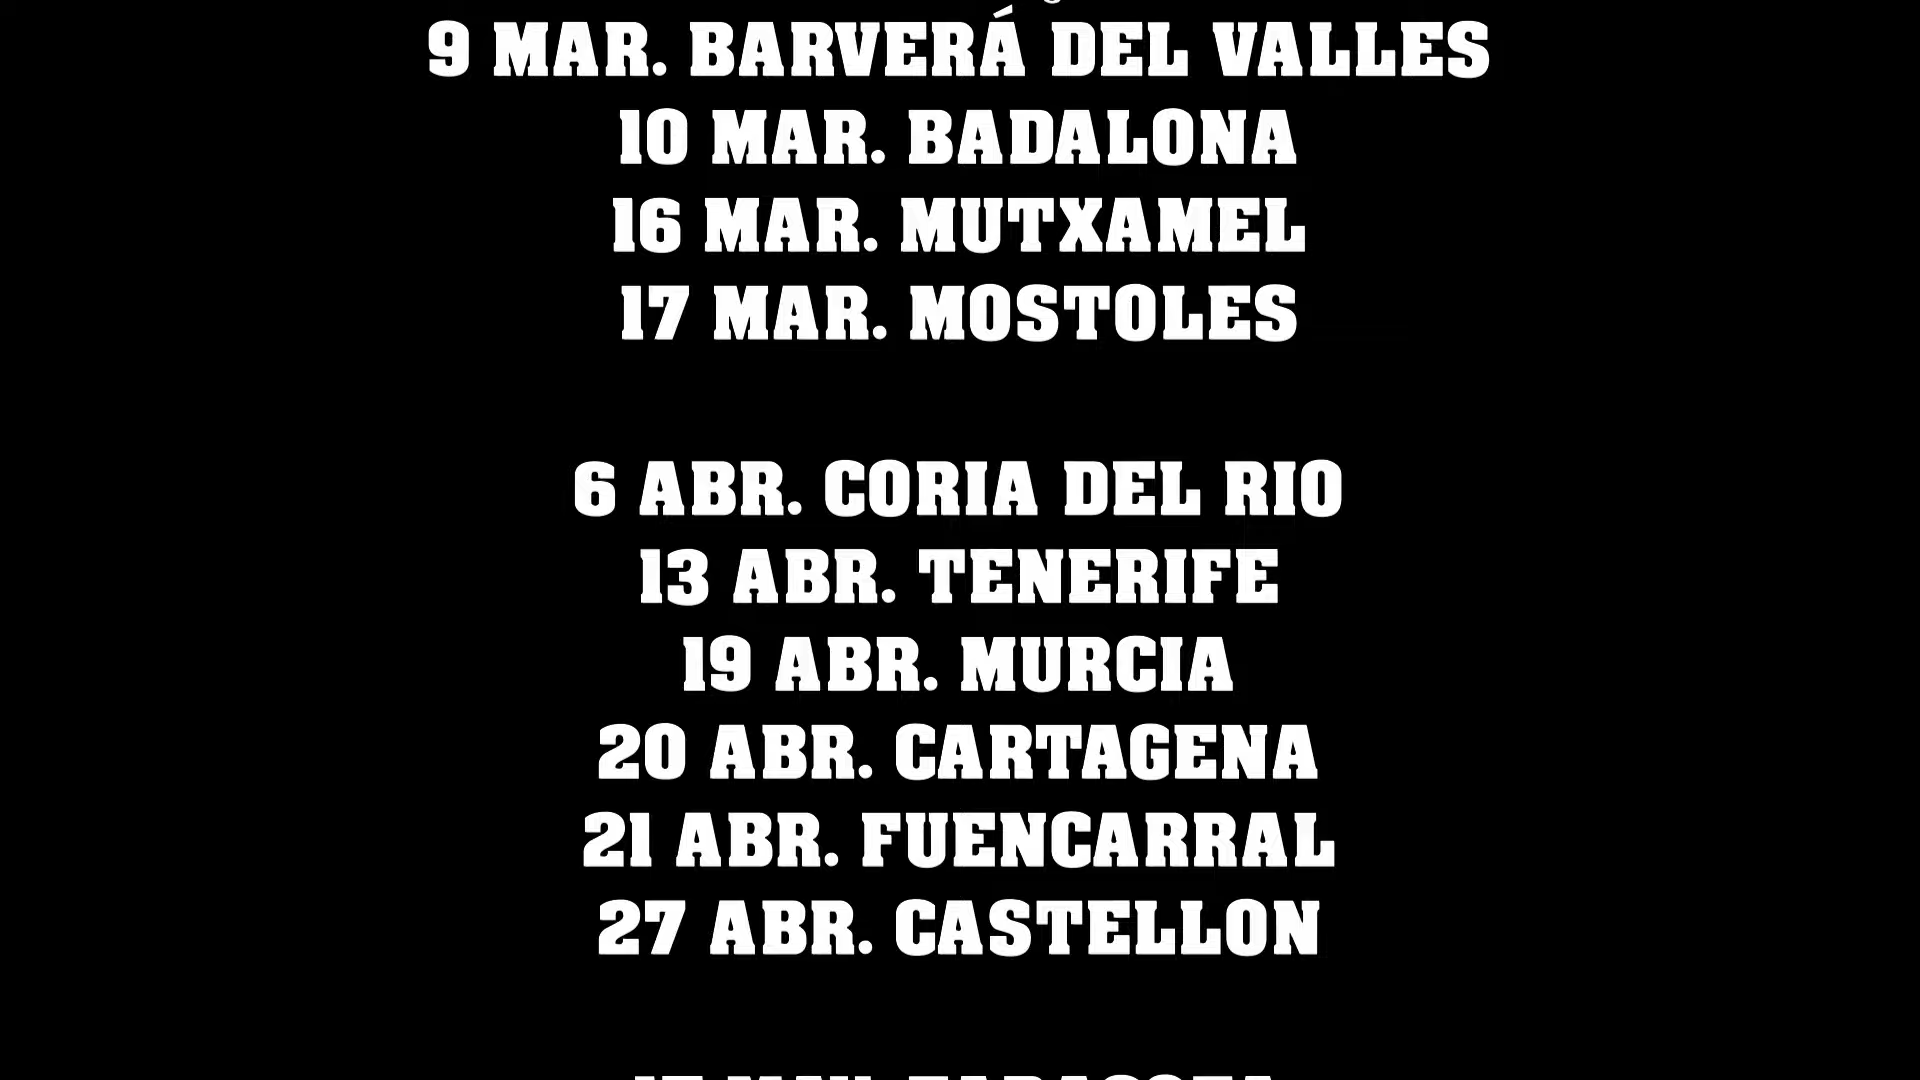 9 MAR. BARVERÁ DEL VALLES
10 MAR. BADALONA
16 MAR. MUTXAMEL
17 MAR. MOSTOLES
6 ABR. CORIA DEL RIO
13 ABR. TENERIFE
19 ABR. MURCIA
20 ABR. CARTAGENA
21 ABR. FUENCARRAL
27 ABR. CASTELLON